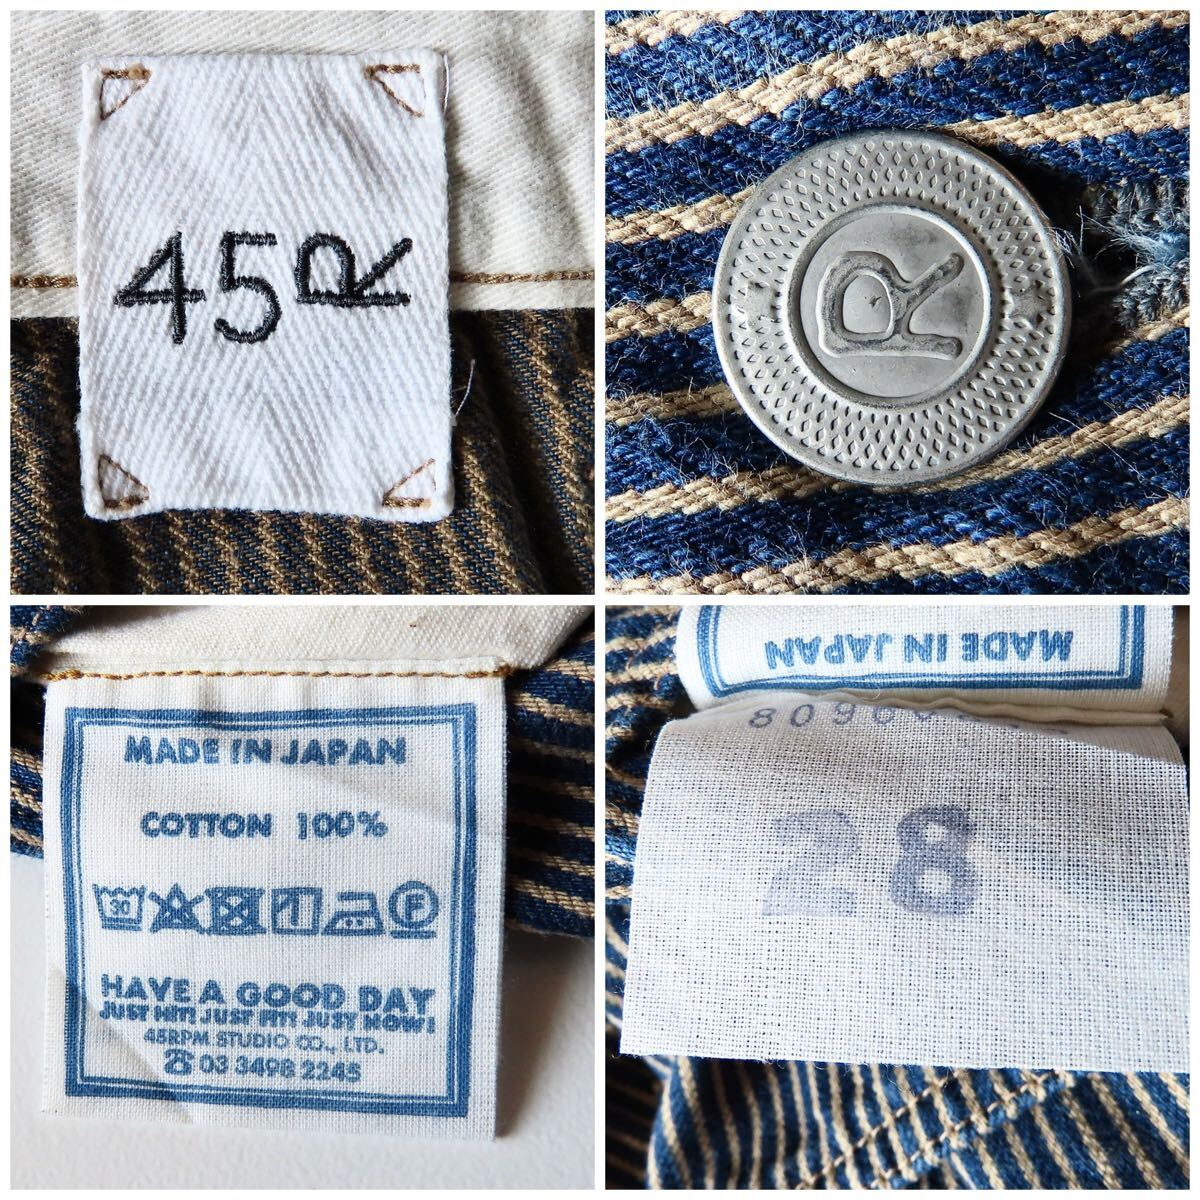 45R
R
MADE IN JAPAN
COTTON 100%
30
F
HAVE A GOOD DAY
JUST HIT! JUST FIT! JUST NOW!
45RPM STUDIO CO., LTD.
☎ 03 3498 2245
MADE IN JAPAN
28